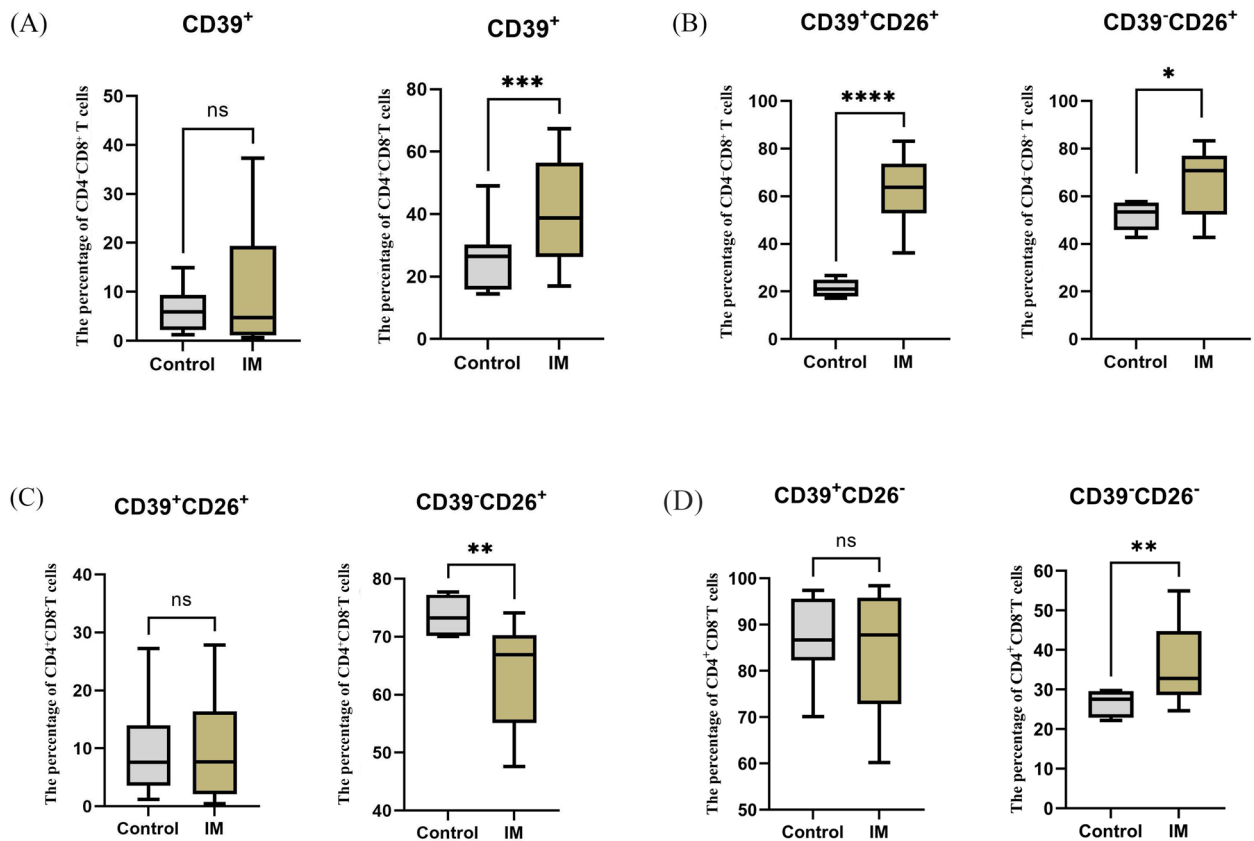 (A)
CD39⁺
The percentage of CD4⁻CD8⁺ T cells
50
40
30
20
10
0
ns
Control IM
CD39⁺
The percentage of CD4⁺CD8⁻T cells
80
60
40
20
0
***
Control IM
(B)
CD39⁺CD26⁺
The percentage of CD4⁻CD8⁺ T cells
100
80
60
40
20
0
****
Control IM
CD39⁻CD26⁺
The percentage of CD4⁻CD8⁺ T cells
100
80
60
40
20
0
*
Control IM
(C)
CD39⁺CD26⁺
The percentage of CD4⁺CD8⁻T cells
40
30
20
10
0
ns
Control IM
CD39⁻CD26⁺
The percentage of CD4⁺CD8⁻T cells
80
70
60
50
40
**
Control IM
(D)
CD39⁺CD26⁻
The percentage of CD4⁺CD8⁻T cells
100
90
80
70
60
50
ns
Control IM
CD39⁻CD26⁻
The percentage of CD4⁺CD8⁻T cells
60
50
40
30
20
10
0
**
Control IM